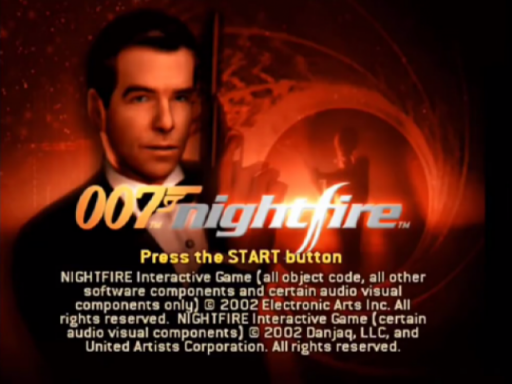 007 nightfire™
Press the START button
NIGHTFIRE Interactive Game (all object code, all other
software components and certain audio visual
components only) © 2002 Electronic Arts Inc. All
rights reserved. NIGHTFIRE Interactive Game (certain
audio visual components) © 2002 Danjaq, LLC, and
United Artists Corporation. All rights reserved.